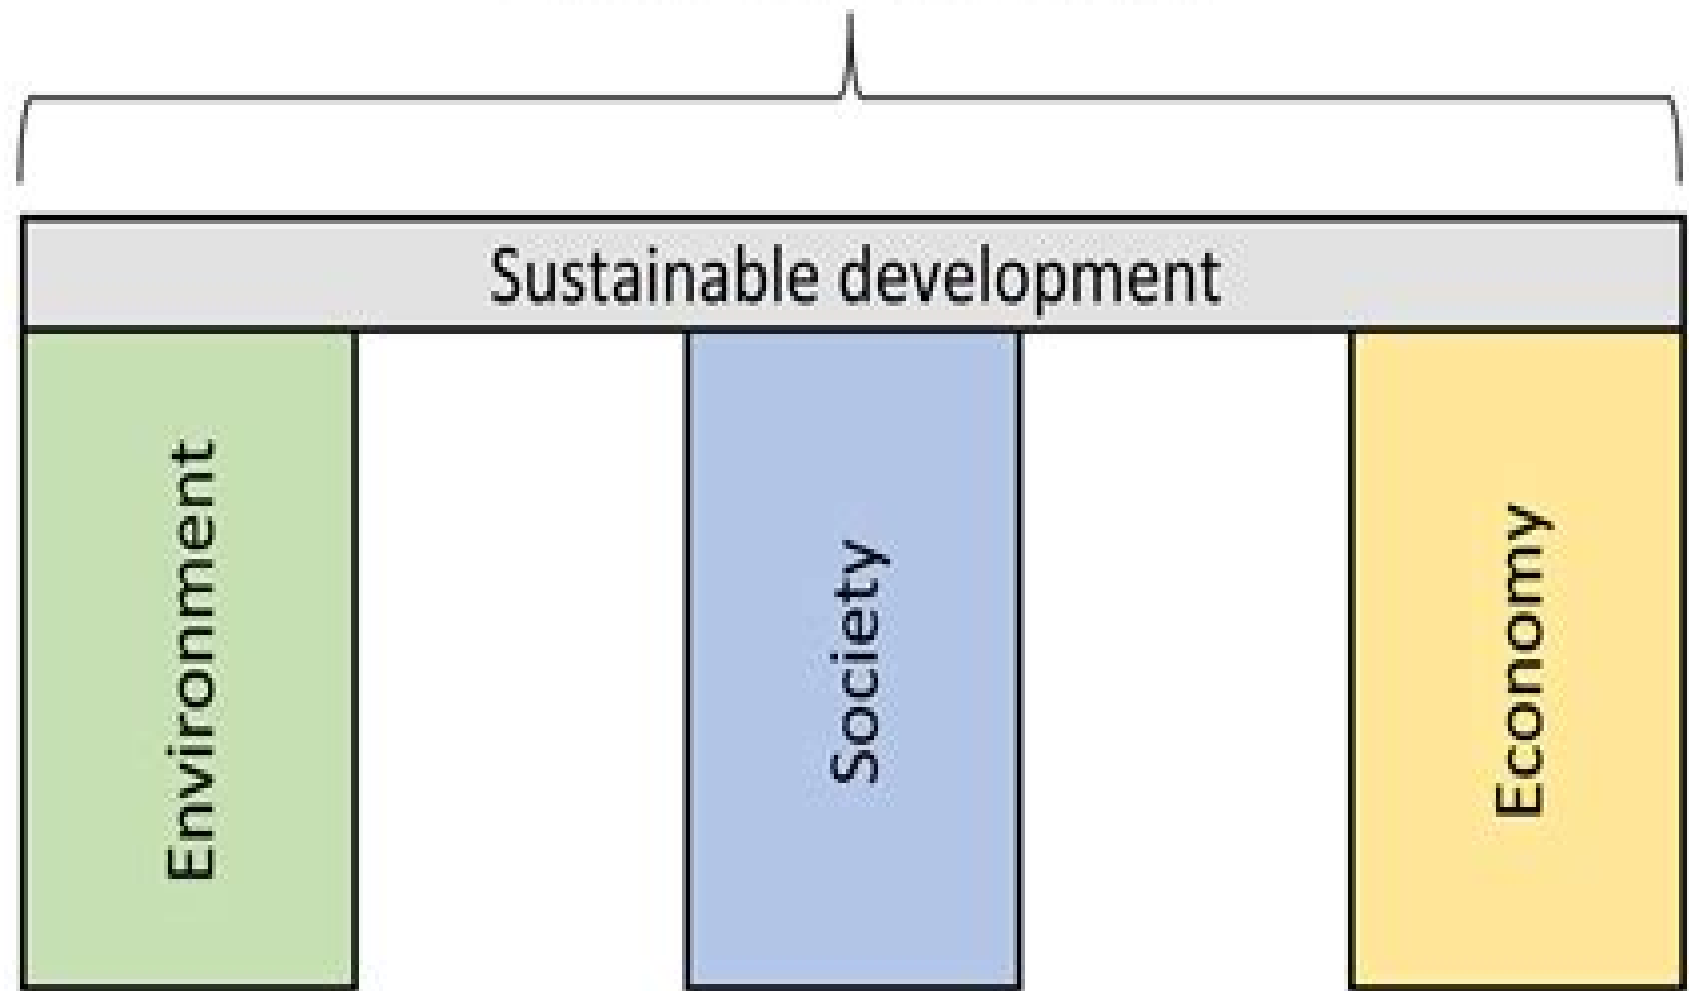 Sustainable development
Environment
Society
Economy